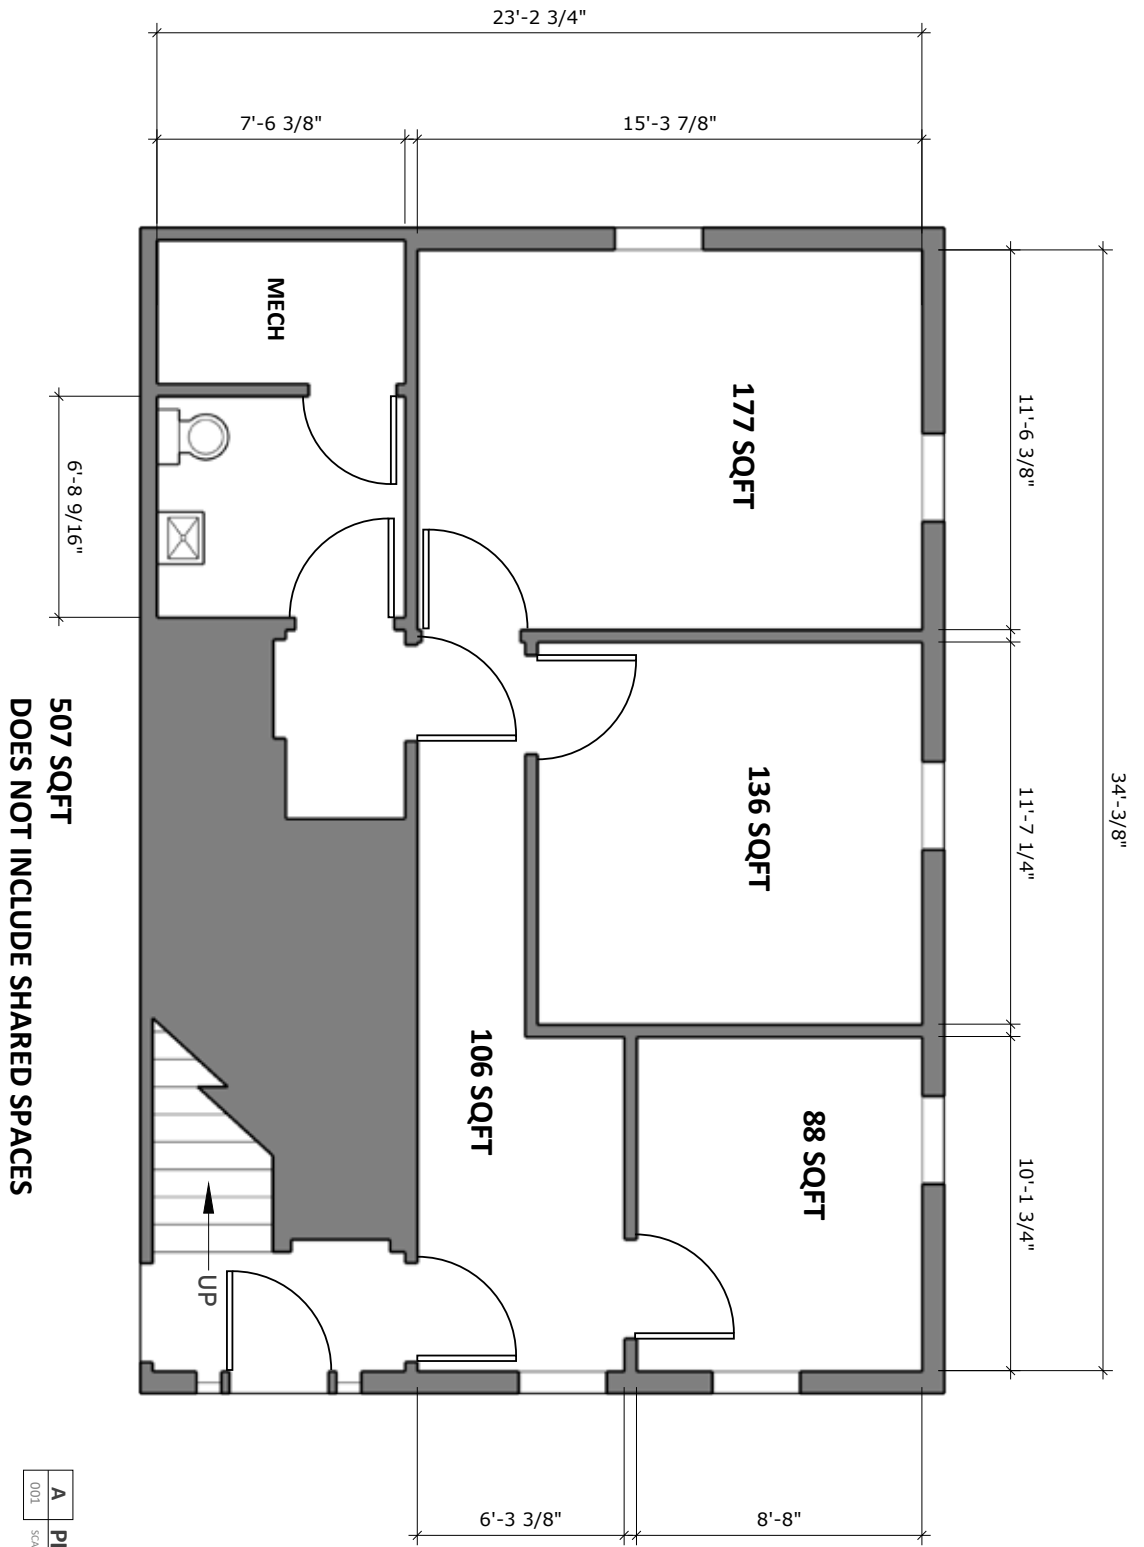 23'-2 3/4"
7'-6 3/8"
15'-3 7/8"
MECH
177 SQFT
11'-6 3/8"
6'-8 9/16"
136 SQFT
11'-7 1/4"
34'-3/8"
106 SQFT
88 SQFT
10'-1 3/4"
UP
507 SQFT
DOES NOT INCLUDE SHARED SPACES
6'-3 3/8"
8'-8"
A
001